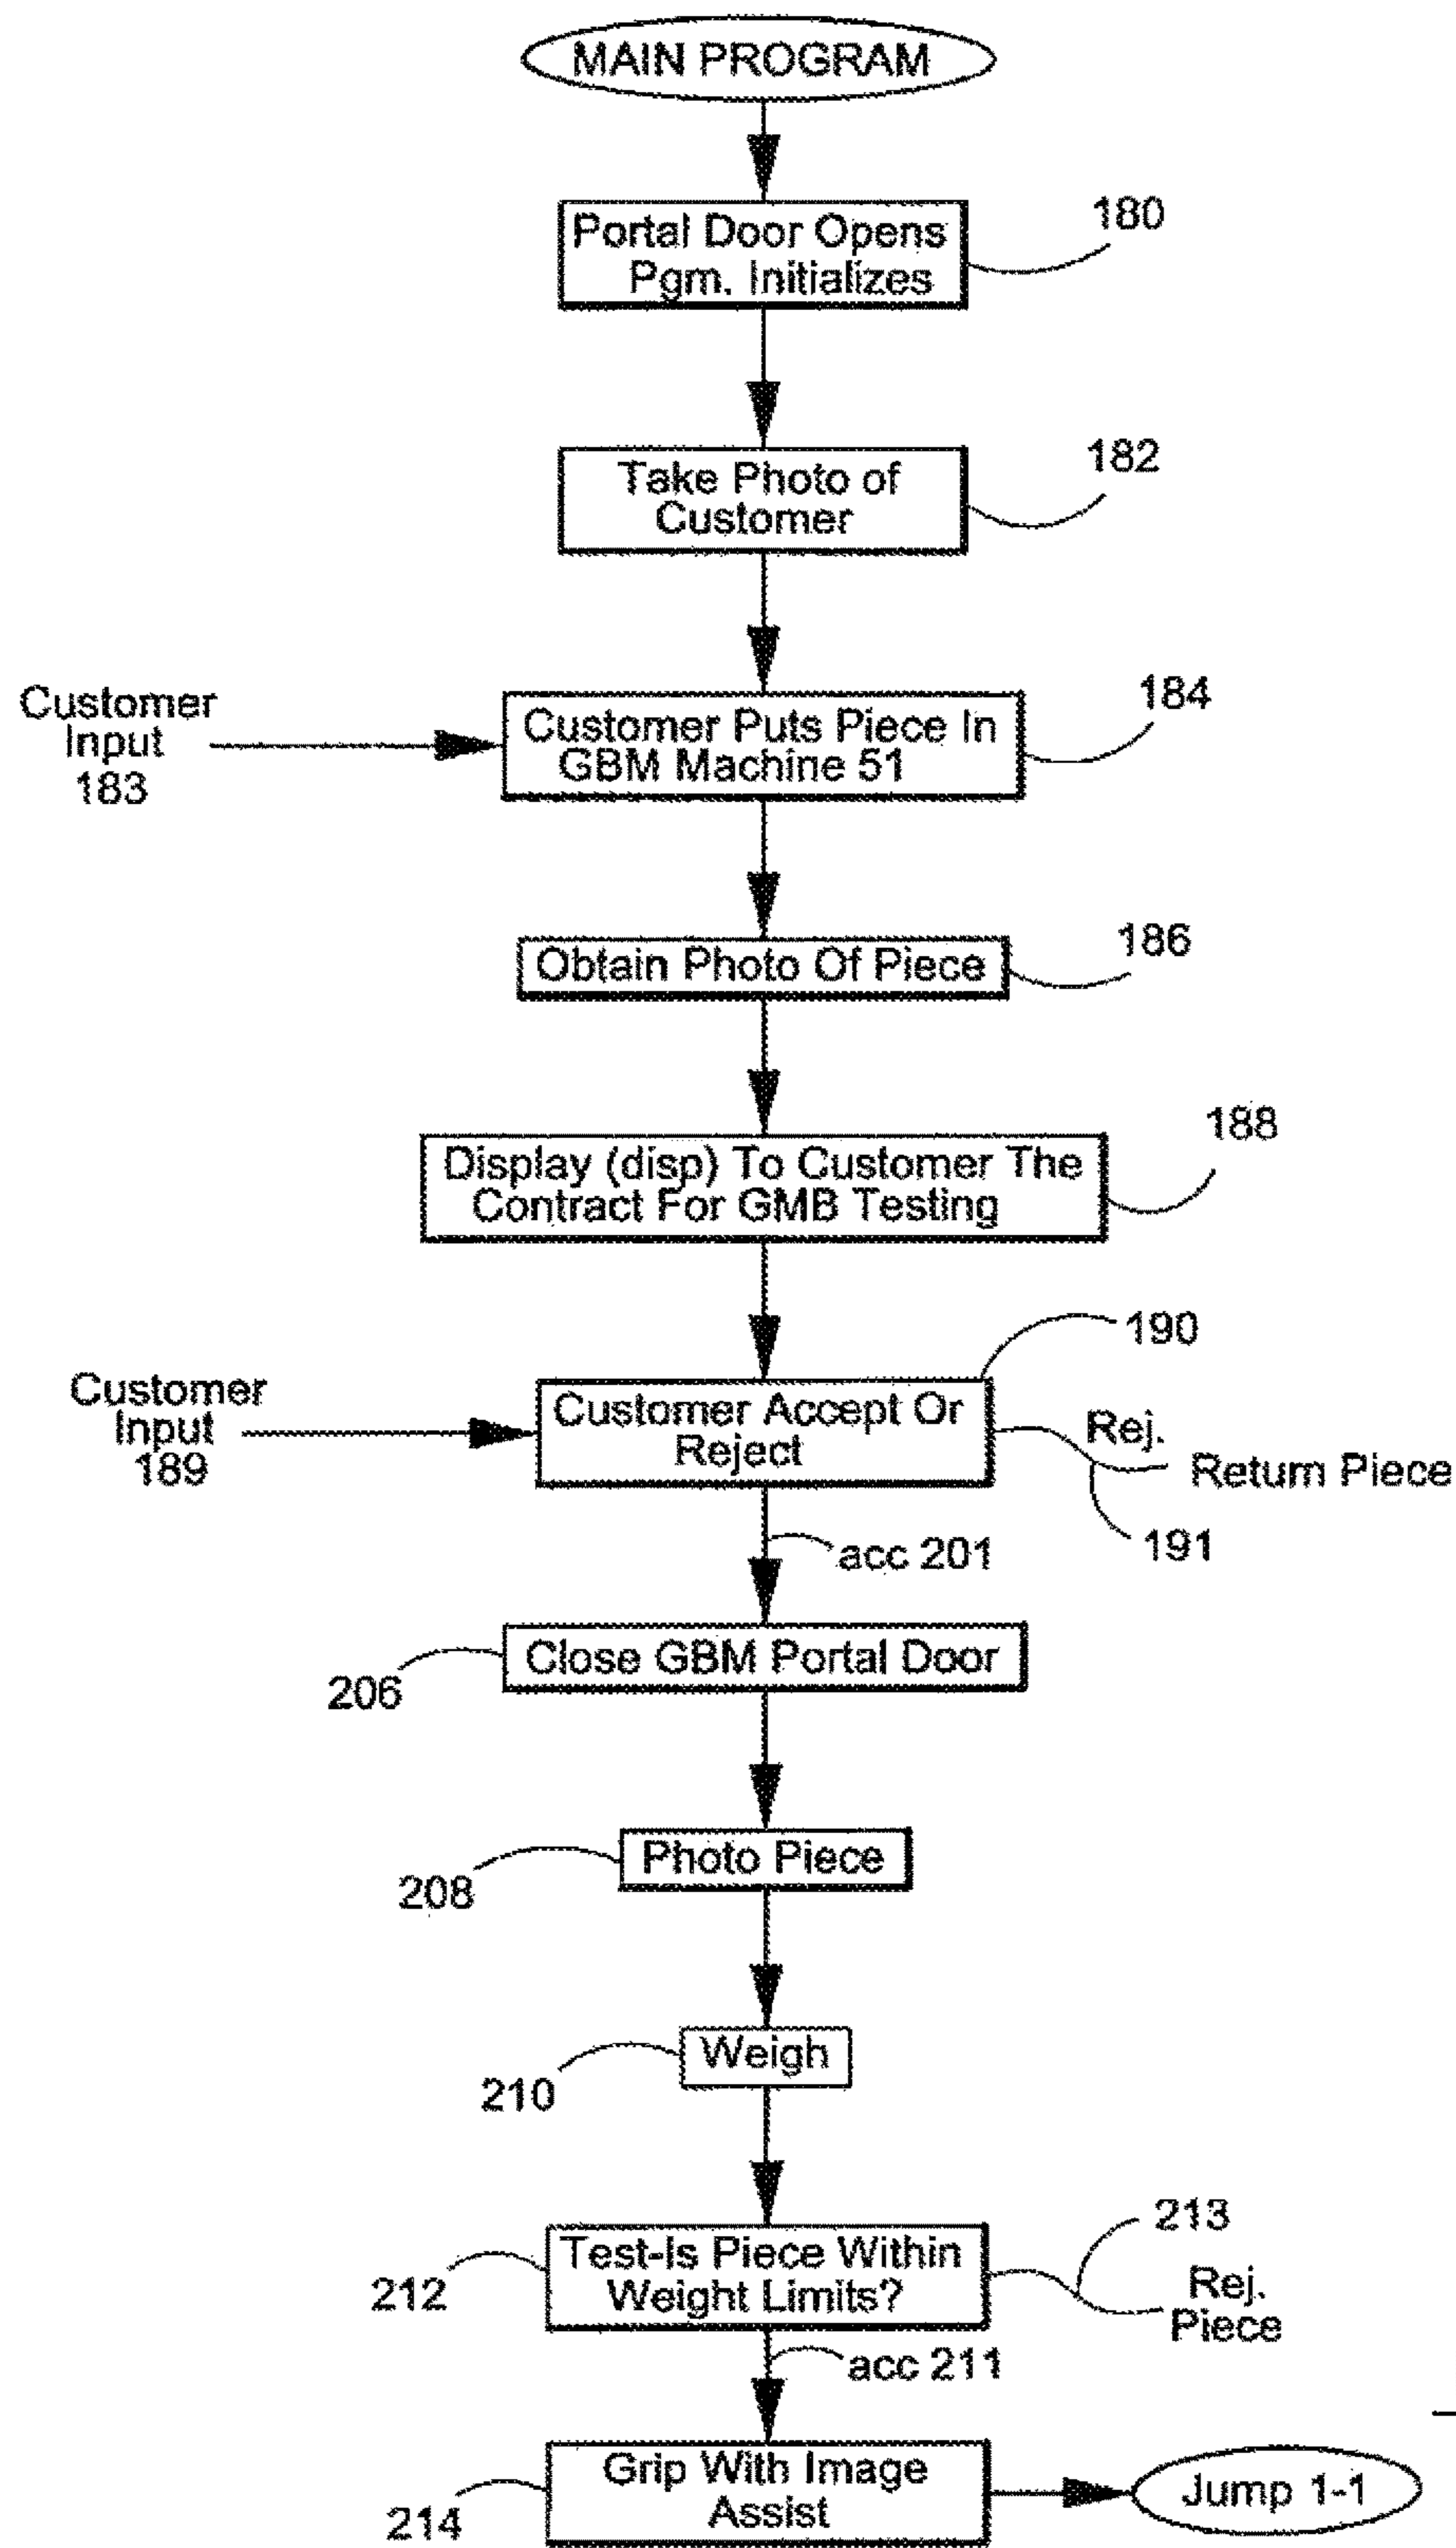 MAIN PROGRAM
Portal Door Opens
Pgm. Initializes
180
Take Photo of
Customer
182
Customer
Input
183
Customer Puts Piece In
GBM Machine 51
184
Obtain Photo Of Piece
186
Display (disp) To Customer The
Contract For GMB Testing
188
190
Customer
Input
189
Customer Accept Or
Reject
Rej.
Return Piece
191
acc 201
Close GBM Portal Door
206
Photo Piece
208
Weigh
210
Test-Is Piece Within
Weight Limits?
212
213
Rej.
Piece
acc 211
Grip With Image
Assist
214
Jump 1-1